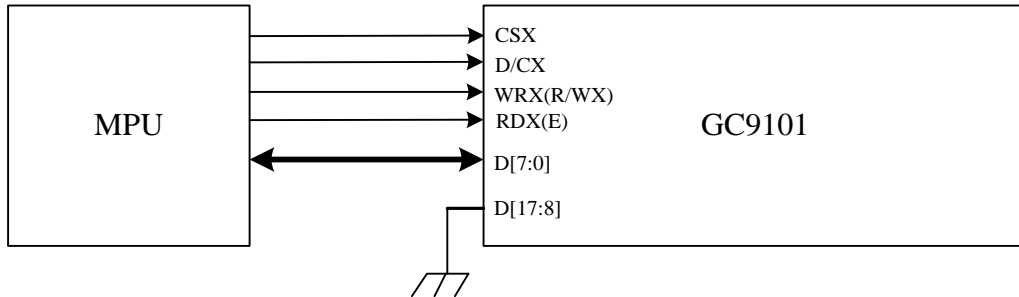 CSX
D/CX
WRX(R/WX)
RDX(E)
MPU
GC9101
D[7:0]
D[17:8]